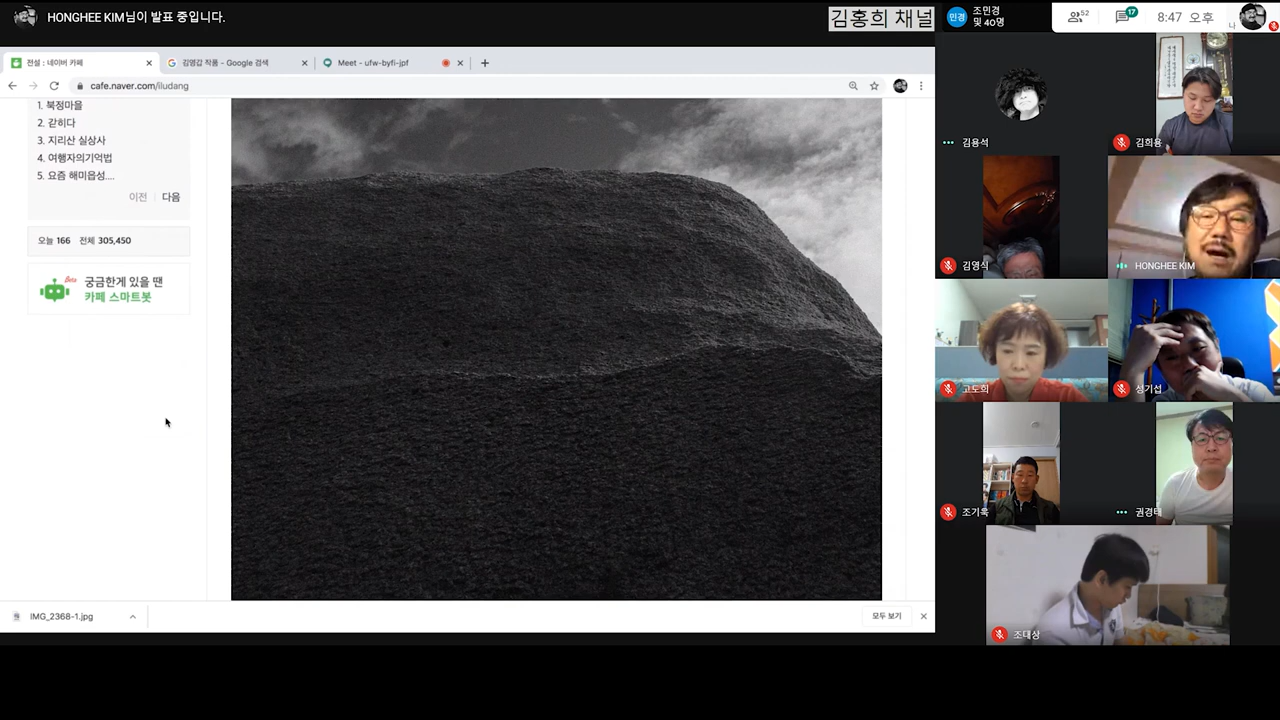 HONGHEE KIM님이 발표 중입니다.
김홍희 채널
민경
조민경
및 40명
52
17
8:47 오후
나
전설 : 네이버 카페
김영갑 작품 - Google 검색
Meet - ufw-byfi-jpf
cafe.naver.com/iludang
1. 북정마을
2. 갇히다
3. 지리산 실상사
4. 여행자의기억법
5. 요즘 해미읍성....
이전
다음
오늘 166 전체 305,450
Beta
궁금한게 있을 땐
카페 스마트봇
IMG_2368-1.jpg
모두 보기
김용석
김희용
김영식
HONGHEE KIM
고도희
성기섭
조기욱
권경태
조대상